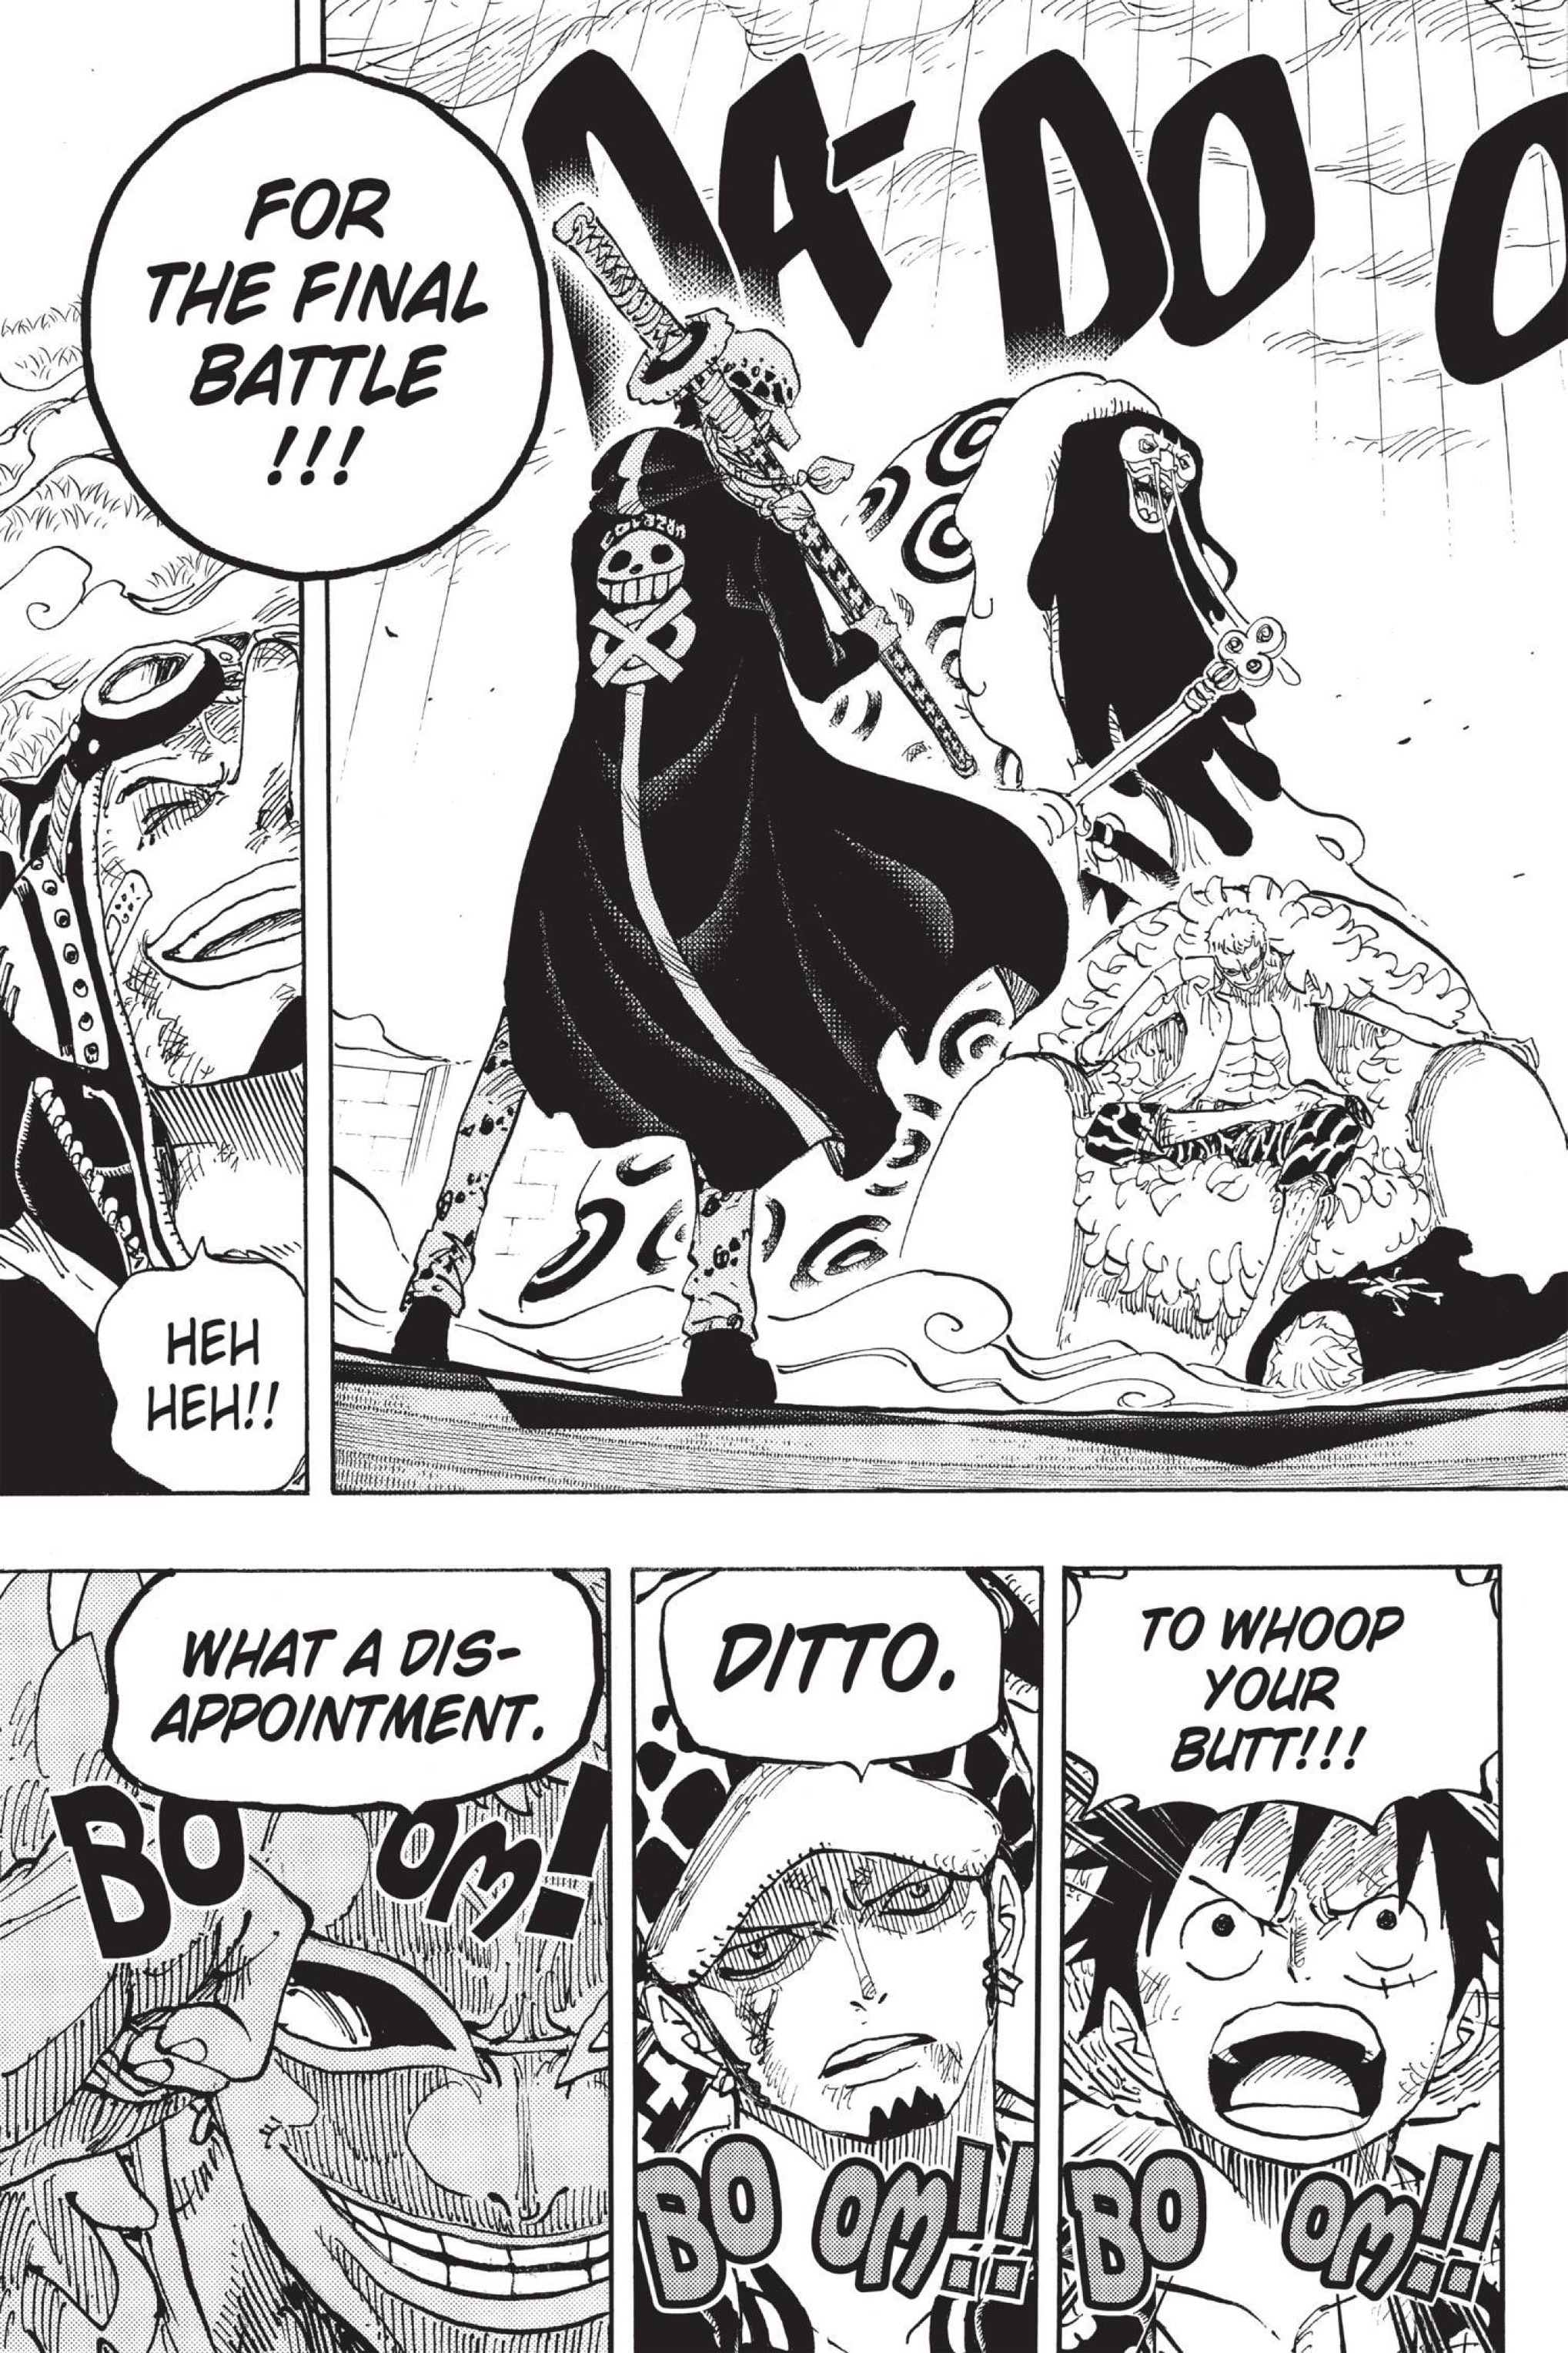 DA-DO O
FOR
THE FINAL
BATTLE
!!!
CORAZON
HEH
HEH!!
TO WHOOP
YOUR
BUTT!!!
BO OM!!
DITTO.
BO OM!!
WHAT A DIS-
APPOINTMENT.
BO OM!